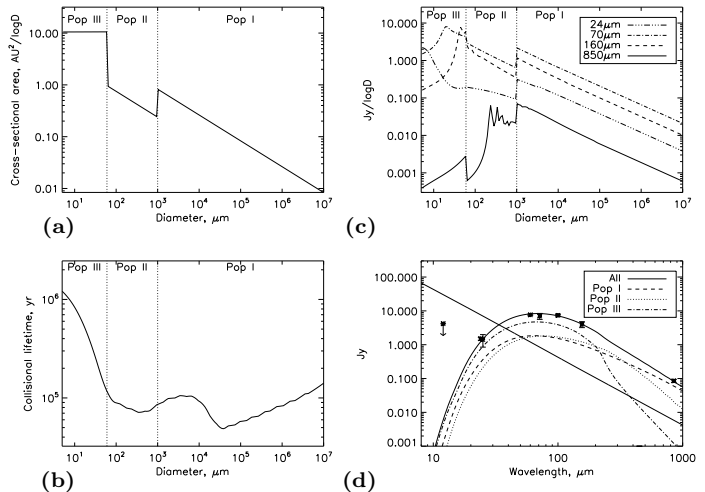 Pop III Pop II Pop I
Cross-sectional area, AU²/logD
10.00
1.00
0.10
0.01
10² 10³ 10⁴ 10⁵ 10⁶ 10⁷
Diameter, μm
(a)
Pop III Pop II Pop I
24μm
70μm
160μm
850μm
Jy/logD
10.000
1.000
0.100
0.010
0.001
10² 10³ 10⁴ 10⁵ 10⁶ 10⁷
Diameter, μm
(c)
Pop III Pop II Pop I
Collisional lifetime, yr
10⁶
10⁵
10² 10³ 10⁴ 10⁵ 10⁶ 10⁷
Diameter, μm
(b)
All
Pop I
Pop II
Pop III
Jy
100.000
10.000
1.000
0.100
0.010
0.001
10 100 1000
Wavelength, μm
(d)